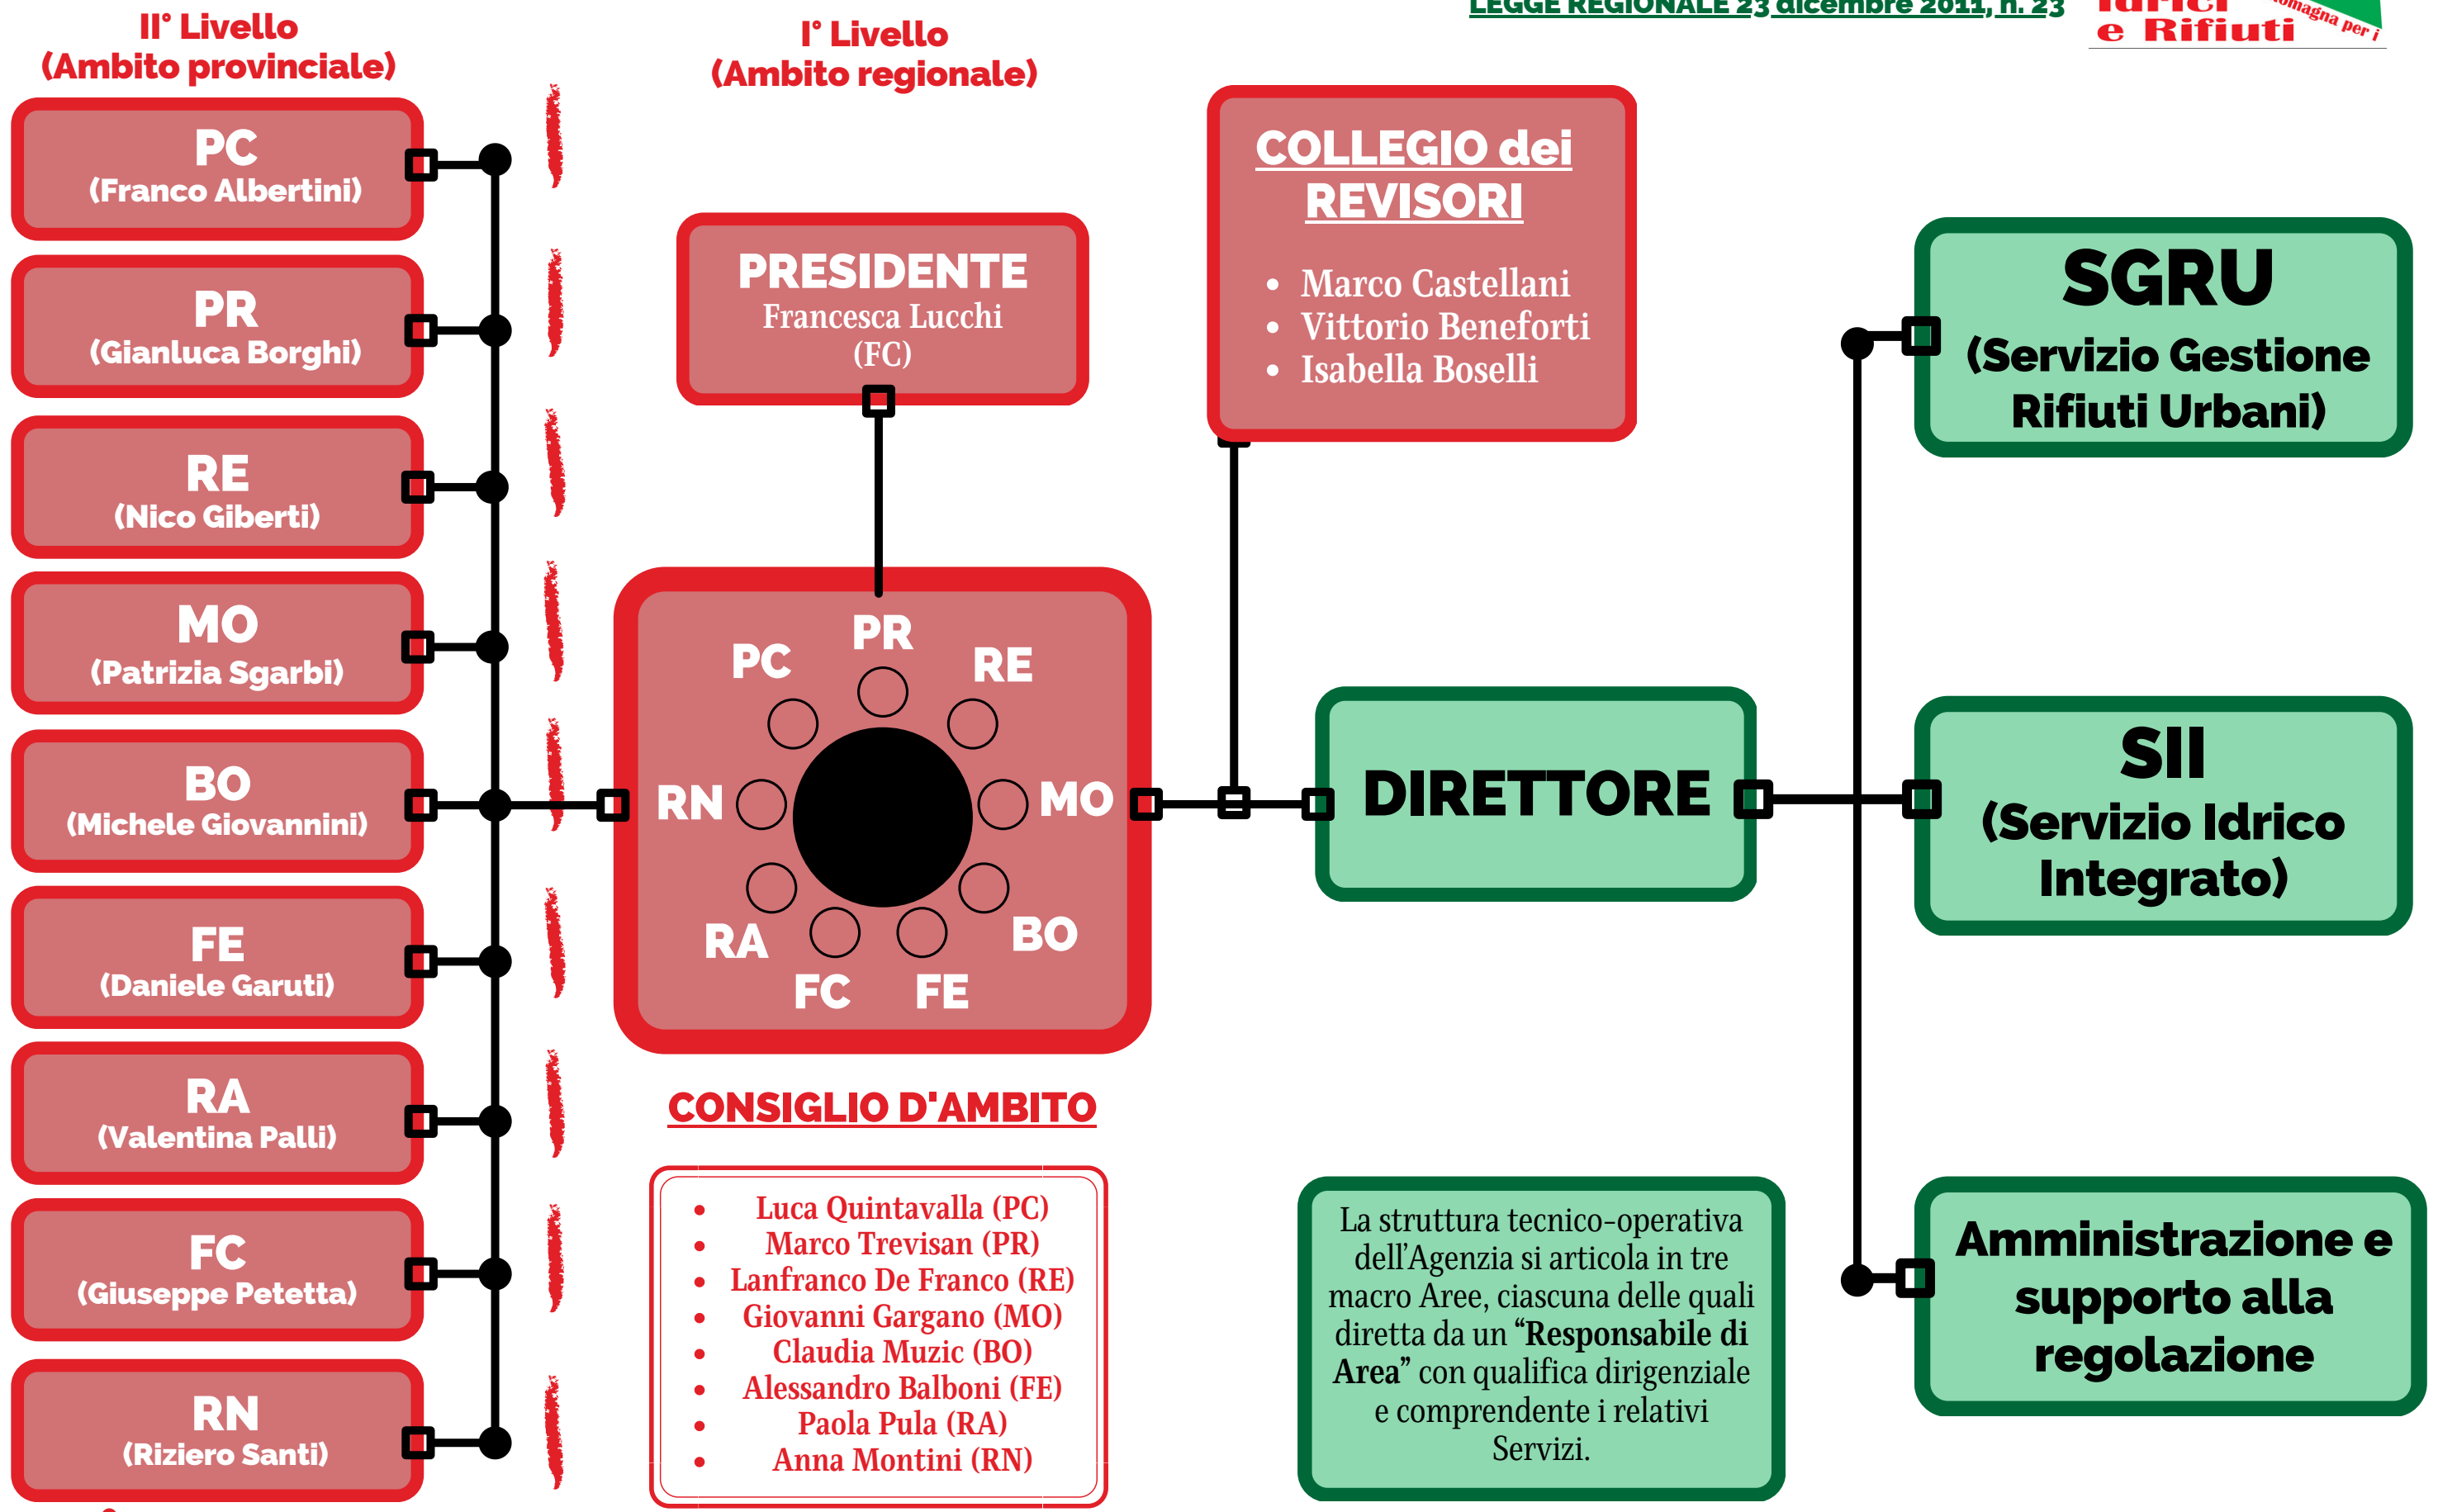 II° Livello
(Ambito provinciale)
PC
(Franco Albertini)
PR
(Gianluca Borghi)
RE
(Nico Giberti)
MO
(Patrizia Sgarbi)
BO
(Michele Giovannini)
FE
(Daniele Garuti)
RA
(Valentina Palli)
FC
(Giuseppe Petetta)
RN
(Riziero Santi)
I° Livello
(Ambito regionale)
PRESIDENTE
Francesca Lucchi
(FC)
PR
PC
RE
RN
MO
RA
BO
FC
FE
CONSIGLIO D'AMBITO
• Luca Quintavalla (PC)
• Marco Trevisan (PR)
• Lanfranco De Franco (RE)
• Giovanni Gargano (MO)
• Claudia Muzic (BO)
• Alessandro Balboni (FE)
• Paola Pula (RA)
• Anna Montini (RN)
LEGGE REGIONALE 23 dicembre 2011, n. 23
Idrici
e Rifiuti
omagna per i
COLLEGIO dei
REVISORI
• Marco Castellani
• Vittorio Beneforti
• Isabella Boselli
DIRETTORE
La struttura tecnico-operativa
dell’Agenzia si articola in tre
macro Aree, ciascuna delle quali
diretta da un “Responsabile di
Area” con qualifica dirigenziale
e comprendente i relativi
Servizi.
SGRU
(Servizio Gestione
Rifiuti Urbani)
SII
(Servizio Idrico
Integrato)
Amministrazione e
supporto alla
regolazione